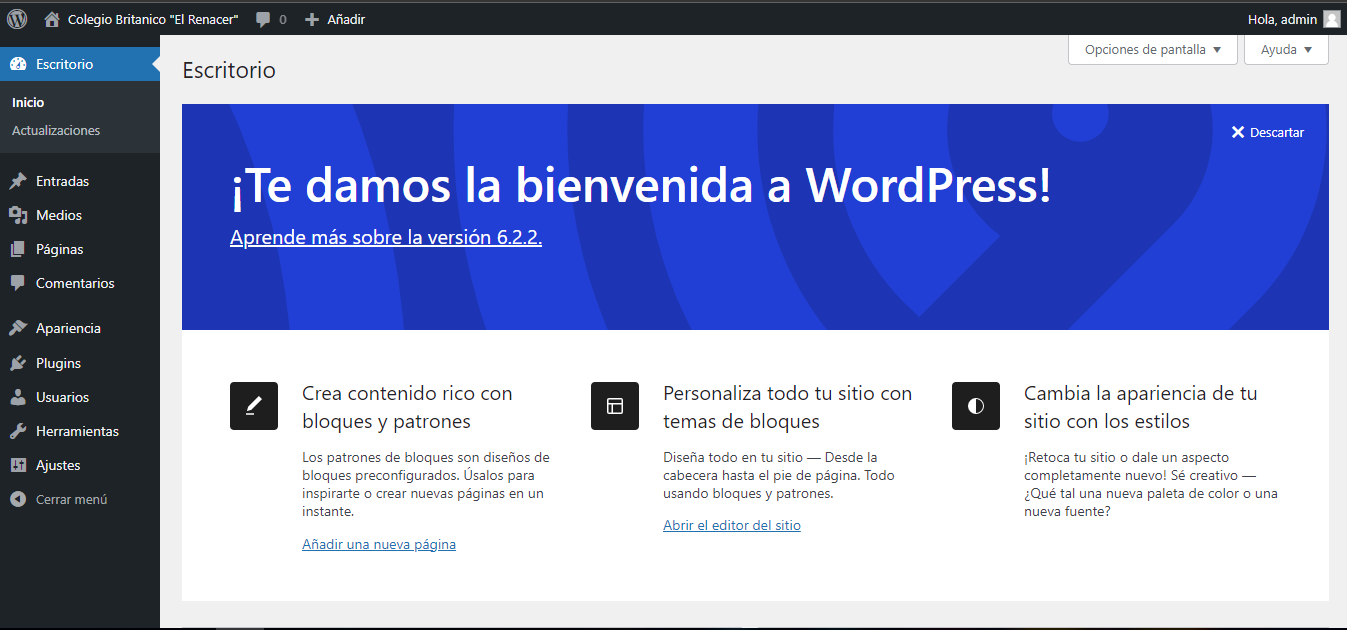 Colegio Britanico "El Renacer" 0 Añadir Hola, admin
Opciones de pantalla Ayuda
Escritorio
Inicio
Actualizaciones
Entradas
Medios
Páginas
Comentarios
Apariencia
Plugins
Usuarios
Herramientas
Ajustes
Cerrar menú
Escritorio
Descartar
¡Te damos la bienvenida a WordPress!
Aprende más sobre la versión 6.2.2.
Crea contenido rico con
bloques y patrones
Los patrones de bloques son diseños de
bloques preconfigurados. Úsalos para
inspirarte o crear nuevas páginas en un
instante.
Añadir una nueva página
Personaliza todo tu sitio con
temas de bloques
Diseña todo en tu sitio — Desde la
cabecera hasta el pie de página. Todo
usando bloques y patrones.
Abrir el editor del sitio
Cambia la apariencia de tu
sitio con los estilos
¡Retoca tu sitio o dale un aspecto
completamente nuevo! Sé creativo —
¿Qué tal una nueva paleta de color o una
nueva fuente?